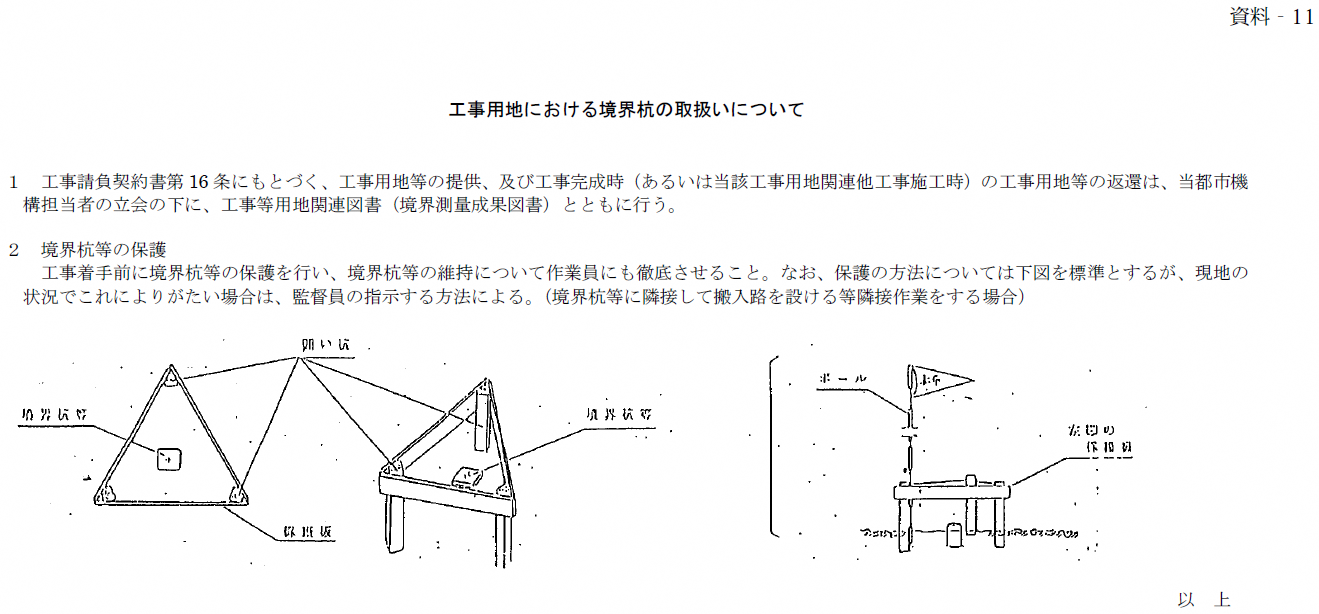 資料‐11
工事用地における境界杭の取扱いについて
1 工事請負契約書第 16 条にもとづく、工事用地等の提供、及び工事完成時（あるいは当該工事用地関連他工事施工時）の工事用地等の返還は、当都市機
構担当者の立会の下に、工事等用地関連図書（境界測量成果図書）とともに行う。
2 境界杭等の保護
工事着手前に境界杭等の保護を行い、境界杭等の維持について作業員にも徹底させること。なお、保護の方法については下図を標準とするが、現地の
状況でこれによりがたい場合は、監督員の指示する方法による。（境界杭等に隣接して搬入路を設ける等隣接作業をする場合）
囲い杭
境界杭等
境界杭等
保護板
ポール
左図の
以 上